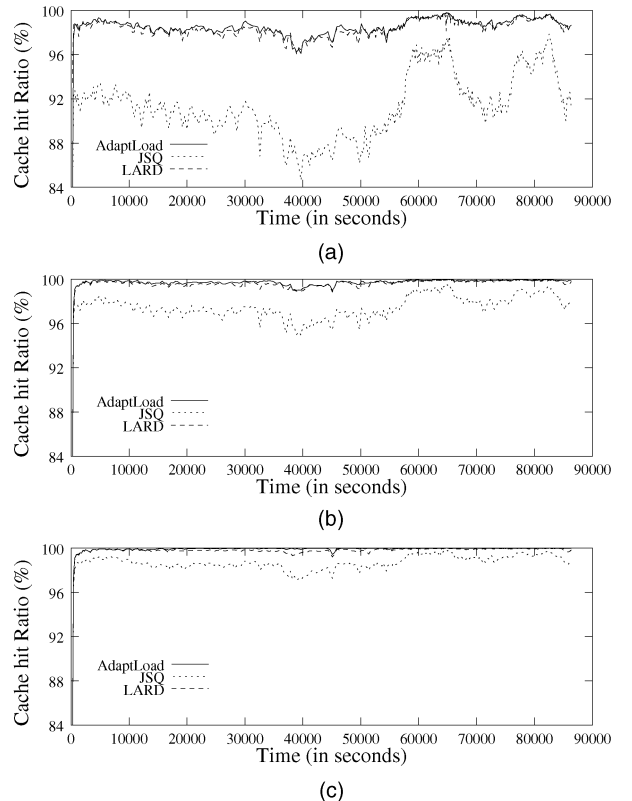 Cache hit Ratio (%)
100
96
92
88
84
AdaptLoad
JSQ
LARD
0 10000 20000 30000 40000 50000 60000 70000 80000 90000
Time (in seconds)
(a)
Cache hit Ratio (%)
100
96
92
88
84
AdaptLoad
JSQ
LARD
0 10000 20000 30000 40000 50000 60000 70000 80000 90000
Time (in seconds)
(b)
Cache hit Ratio (%)
100
96
92
88
84
AdaptLoad
JSQ
LARD
0 10000 20000 30000 40000 50000 60000 70000 80000 90000
Time (in seconds)
(c)